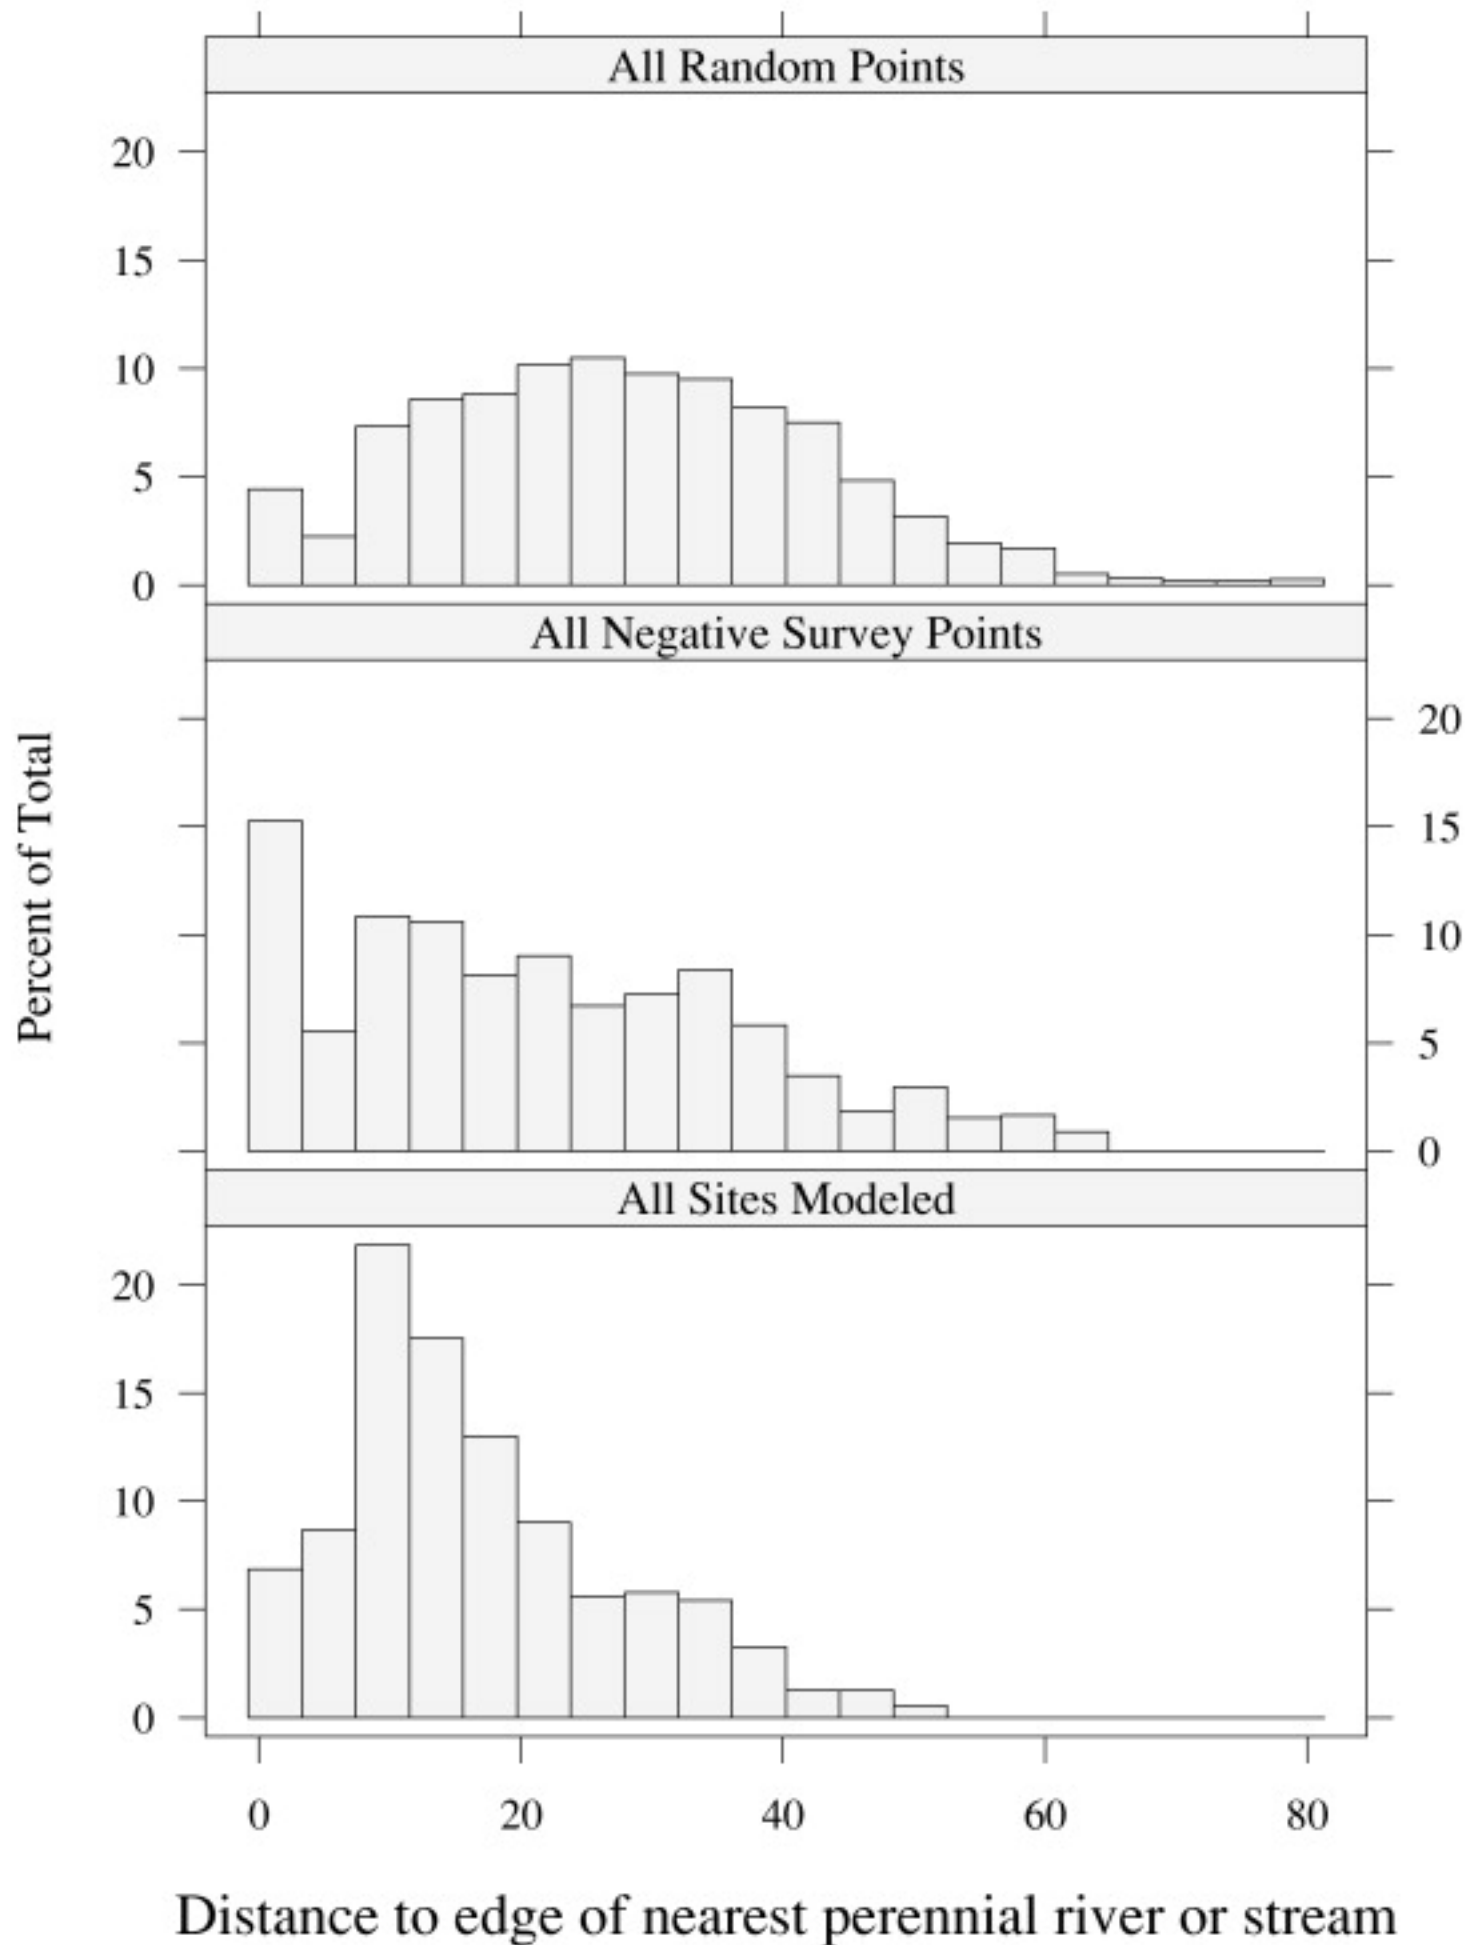 All Random Points
20
15
10
5
0
All Negative Survey Points
20
15
10
5
0
Percent of Total
All Sites Modeled
20
15
10
5
0
0 20 40 60 80
Distance to edge of nearest perennial river or stream